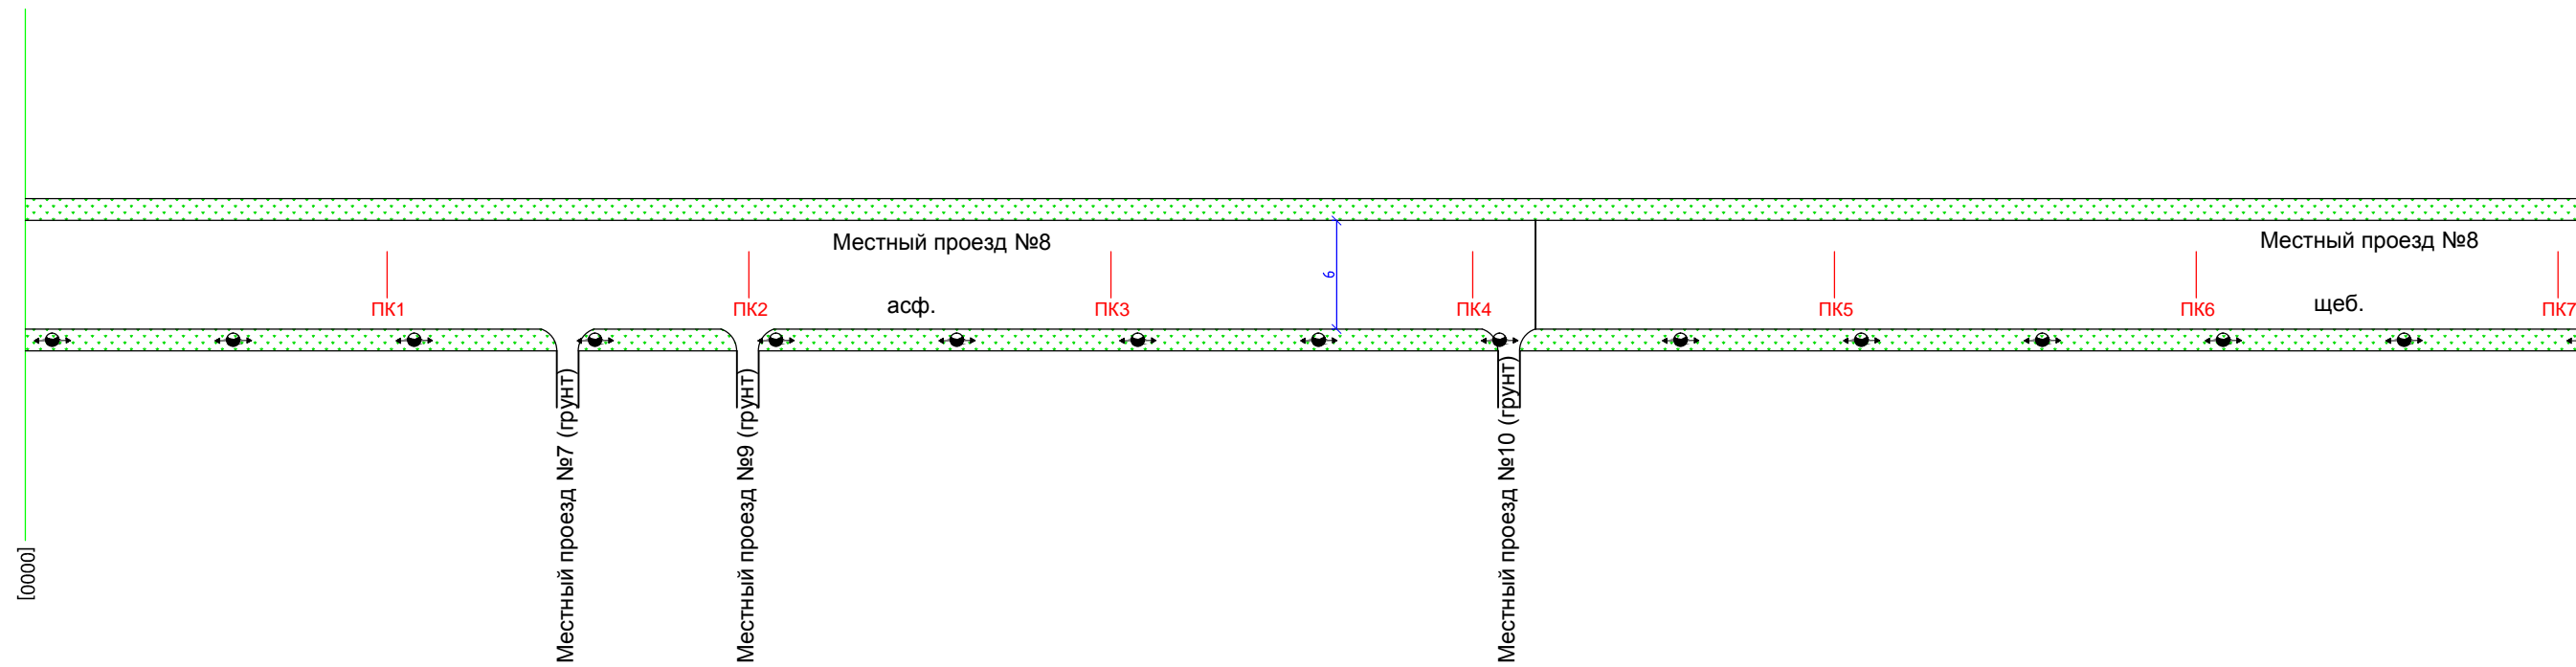 Местный проезд №8
Местный проезд №8
6
ПК1
ПК2
асф.
ПК3
ПК4
ПК5
ПК6
щеб.
ПК7
[0000]
Местный проезд №7 (грунт)
Местный проезд №9 (грунт)
Местный проезд №10 (грунт)